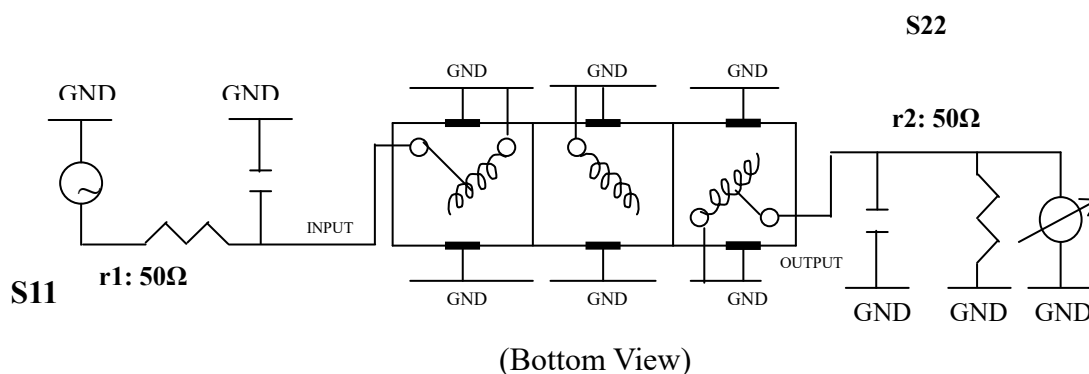 S22
GND GND GND
GND GND
r2: 50Ω
INPUT
OUTPUT
r1: 50Ω
S11
GND GND GND
GND GND GND
(Bottom View)